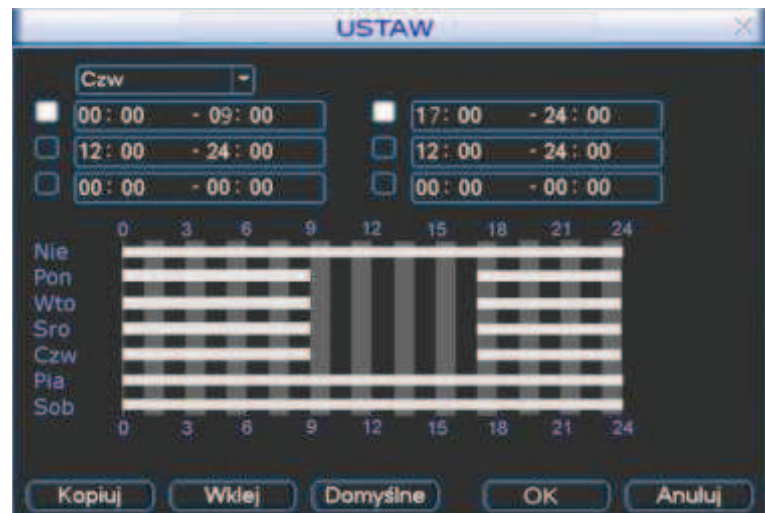 USTAW
Czw
00: 00 - 09: 00 17: 00 - 24: 00
12: 00 - 24: 00 12: 00 - 24: 00
00: 00 - 00: 00 00: 00 - 00: 00
0 3 6 9 12 15 18 21 24
Nie
Pon
Wto
Sro
Czw
Pia
Sob
0 3 6 9 12 15 18 21 24
Kopiuj Wklej Domyślne OK Anuluj